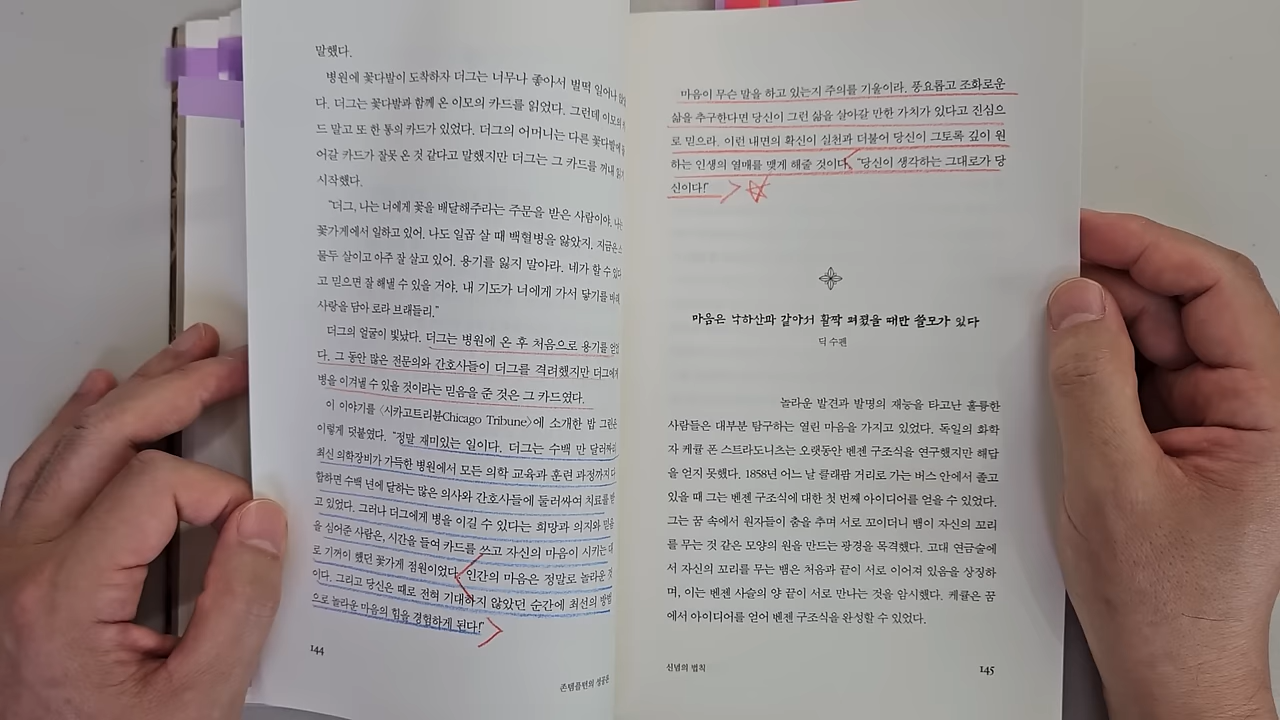 말했다.
병원에 꽃다발이 도착하자 더그는 너무나 좋아서 벌떡 일어나
다. 더그는 꽃다발과 함께 온 이모의 카드를 읽었다. 그런데 이모의
드 말고 또 한 통의 카드가 있었다. 더그의 어머니는 다른 꽃다발에
어갈 카드가 잘못 온 것 같다고 말했지만 더그는 그 카드를 꺼내 읽기
시작했다.
“더그, 나는 너에게 꽃을 배달해주라는 주문을 받은 사람이야.
꽃가게에서 일하고 있어. 나도 일곱 살 때 백혈병을 앓았지. 지금은
물두 살이고 아주 잘 살고 있어. 용기를 잃지 말아라. 네가 할 수 있다
고 믿으면 잘 해낼 수 있을 거야. 내 기도가 너에게 가서 닿기를
사랑을 담아 로라 브래들리.”
더그의 얼굴이 빛났다. 더그는 병원에 온 후 처음으로 용기를
다. 그 동안 많은 전문의와 간호사들이 더그를 격려했지만 더그에게
병을 이겨낼 수 있을 것이라는 믿음을 준 것은 그 카드였다.
이 이야기를 〈시카고트리뷴Chicago Tribune〉에 소개한 밥 그린은
이렇게 덧붙였다. “정말 재미있는 일이다. 더그는 수백 만 달러짜리
최신 의학장비가 가득한 병원에서 모든 의학 교육과 훈련 과정까지
합하면 수백 년에 달하는 많은 의사와 간호사들에 둘러싸여 치료를
고 있었다. 그러나 더그에게 병을 이길 수 있다는 희망과 의지와 믿음
을 심어준 사람은, 시간을 들여 카드를 쓰고 자신의 마음이 시키는 대
로 기꺼이 했던 꽃가게 점원이었다. 인간의 마음은 정말로 놀라운 것
이다. 그리고 당신은 때로 전혀 기대하지 않았던 순간에 최선의 방법
으로 놀라운 마음의 힘을 경험하게 된다!”
144
존템플턴의 성공론
마음이 무슨 말을 하고 있는지 주의를 기울이라. 풍요롭고 조화로운
삶을 추구한다면 당신이 그런 삶을 살아갈 만한 가치가 있다고 진심으
로 믿으라. 이런 내면의 확신이 실천과 더불어 당신이 그토록 깊이 원
하는 인생의 열매를 맺게 해줄 것이다. “당신이 생각하는 그대로가 당
신이다!”
마음은 낙하산과 같아서 활짝 펴졌을 때만 쓸모가 있다
딕 수펜
놀라운 발견과 발명의 재능을 타고난 훌륭한
사람들은 대부분 탐구하는 열린 마음을 가지고 있었다. 독일의 화학
자 케큘 폰 스트라도니츠는 오랫동안 벤젠 구조식을 연구했지만 해답
을 얻지 못했다. 1858년 어느 날 클래팜 거리로 가는 버스 안에서 졸고
있을 때 그는 벤젠 구조식에 대한 첫 번째 아이디어를 얻을 수 있었다.
그는 꿈 속에서 원자들이 춤을 추며 서로 꼬이더니 뱀이 자신의 꼬리
를 무는 것 같은 모양의 원을 만드는 광경을 목격했다. 고대 연금술에
서 자신의 꼬리를 무는 뱀은 처음과 끝이 서로 이어져 있음을 상징하
며, 이는 벤젠 사슬의 양 끝이 서로 만나는 것을 암시했다. 케큘은 꿈
에서 아이디어를 얻어 벤젠 구조식을 완성할 수 있었다.
신념의 법칙
145